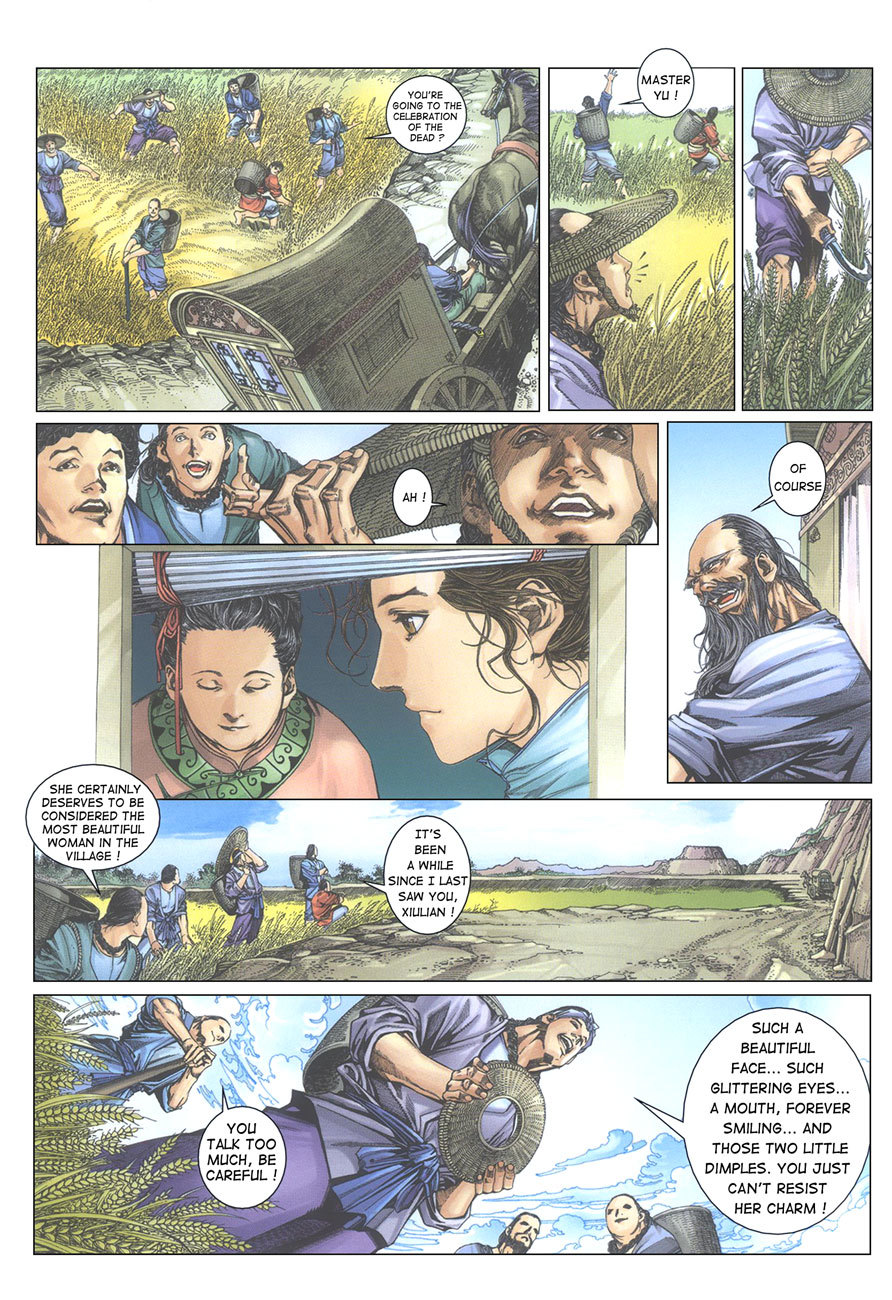 YOU'RE
GOING TO THE
CELEBRATION
OF THE
DEAD ?
MASTER
YU !
AH !
OF
COURSE
SHE CERTAINLY
DESERVES TO BE
CONSIDERED THE
MOST BEAUTIFUL
WOMAN IN THE
VILLAGE !
IT'S
BEEN
A WHILE
SINCE I LAST
SAW YOU,
XIULIAN !
SUCH A
BEAUTIFUL
FACE... SUCH
GLITTERING EYES...
A MOUTH, FOREVER
SMILING... AND
THOSE TWO LITTLE
DIMPLES. YOU JUST
CAN'T RESIST
HER CHARM !
YOU
TALK TOO
MUCH, BE
CAREFUL !